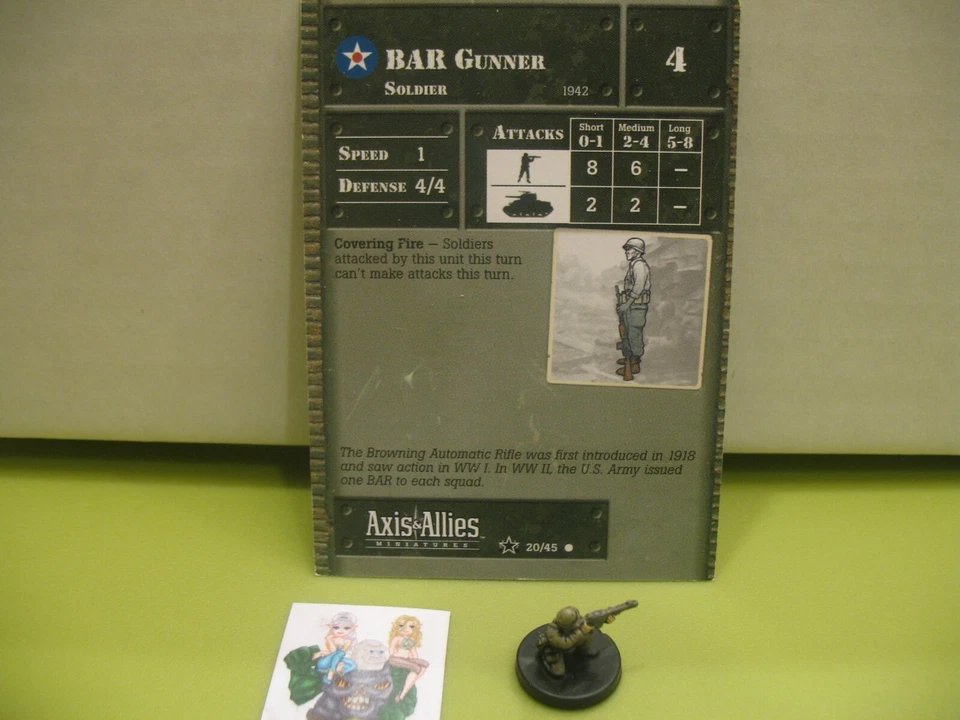 BAR Gunner
4
Soldier
1942
Speed 1
Defense 4/4
Attacks Short 0-1 Medium 2-4 Long 5-8
8 6 –
2 2 –
Covering Fire – Soldiers
attacked by this unit this turn
can't make attacks this turn.
The Browning Automatic Rifle was first introduced in 1918
and saw action in WW I. In WW II, the U.S. Army issued
one BAR to each squad.
Axis & Allies
MINIATURES
20/45